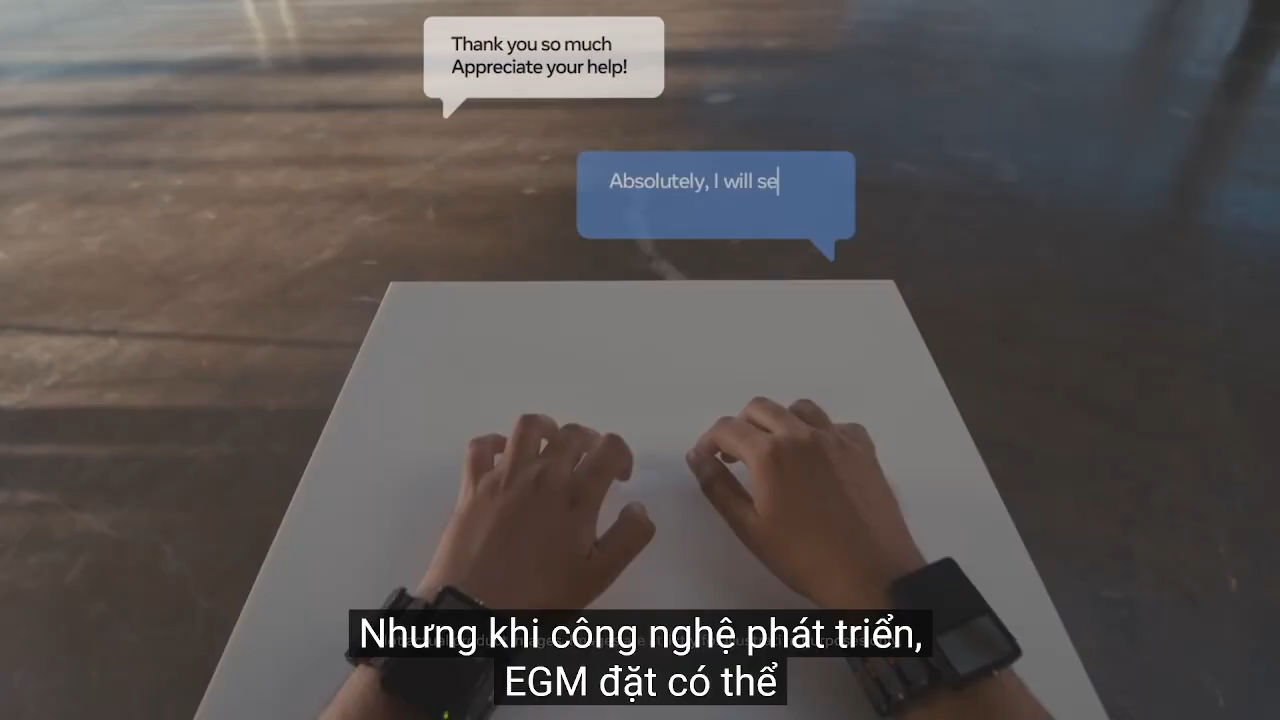 Thank you so much
Appreciate your help!
Absolutely, I will se
Nhưng khi công nghệ phát triển,
EGM đặt có thể